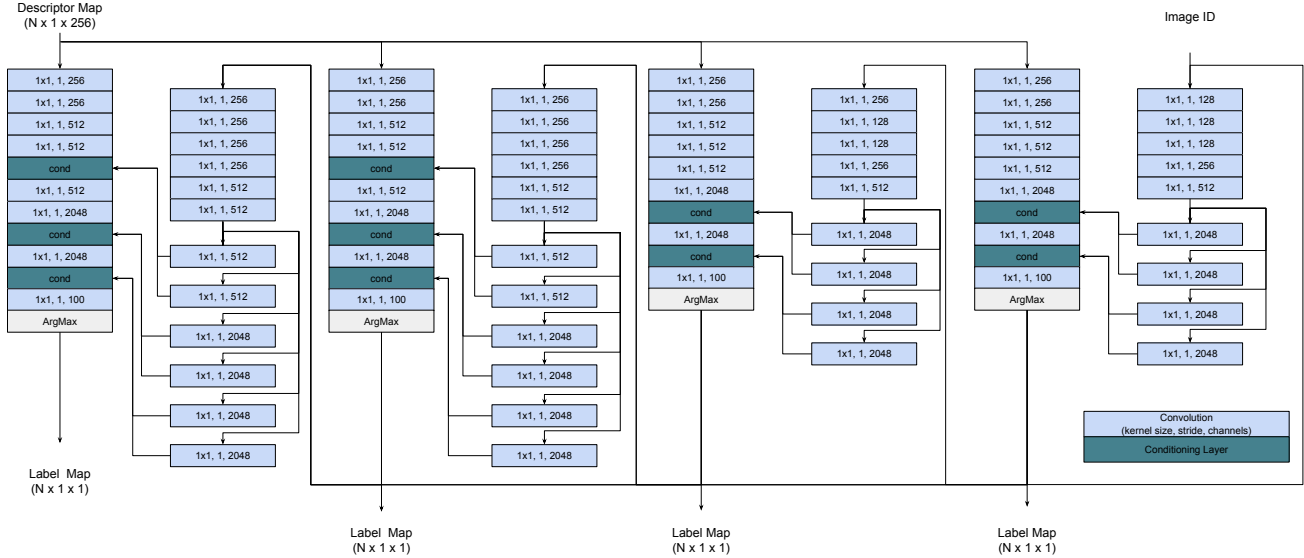 Descriptor Map
(N x 1 x 256)
Image ID
1x1, 1, 256
1x1, 1, 256
1x1, 1, 512
1x1, 1, 512
cond
1x1, 1, 512
1x1, 1, 2048
cond
1x1, 1, 2048
cond
1x1, 1, 100
ArgMax
Label Map
(N x 1 x 1)
1x1, 1, 256
1x1, 1, 256
1x1, 1, 256
1x1, 1, 256
1x1, 1, 512
1x1, 1, 512
1x1, 1, 512
1x1, 1, 512
1x1, 1, 2048
1x1, 1, 2048
1x1, 1, 2048
1x1, 1, 2048
1x1, 1, 256
1x1, 1, 256
1x1, 1, 512
1x1, 1, 512
cond
1x1, 1, 512
1x1, 1, 2048
cond
1x1, 1, 2048
cond
1x1, 1, 100
ArgMax
Label Map
(N x 1 x 1)
1x1, 1, 256
1x1, 1, 256
1x1, 1, 256
1x1, 1, 256
1x1, 1, 512
1x1, 1, 512
1x1, 1, 512
1x1, 1, 512
1x1, 1, 2048
1x1, 1, 2048
1x1, 1, 2048
1x1, 1, 2048
1x1, 1, 256
1x1, 1, 256
1x1, 1, 512
1x1, 1, 512
1x1, 1, 512
1x1, 1, 2048
cond
1x1, 1, 2048
cond
1x1, 1, 100
ArgMax
Label Map
(N x 1 x 1)
1x1, 1, 256
1x1, 1, 128
1x1, 1, 128
1x1, 1, 256
1x1, 1, 512
1x1, 1, 2048
1x1, 1, 2048
1x1, 1, 2048
1x1, 1, 2048
1x1, 1, 256
1x1, 1, 256
1x1, 1, 512
1x1, 1, 512
1x1, 1, 512
1x1, 1, 2048
cond
1x1, 1, 2048
cond
1x1, 1, 100
ArgMax
Label Map
(N x 1 x 1)
1x1, 1, 128
1x1, 1, 128
1x1, 1, 128
1x1, 1, 256
1x1, 1, 512
1x1, 1, 2048
1x1, 1, 2048
1x1, 1, 2048
1x1, 1, 2048
Convolution
(kernel size, stride, channels)
Conditioning Layer